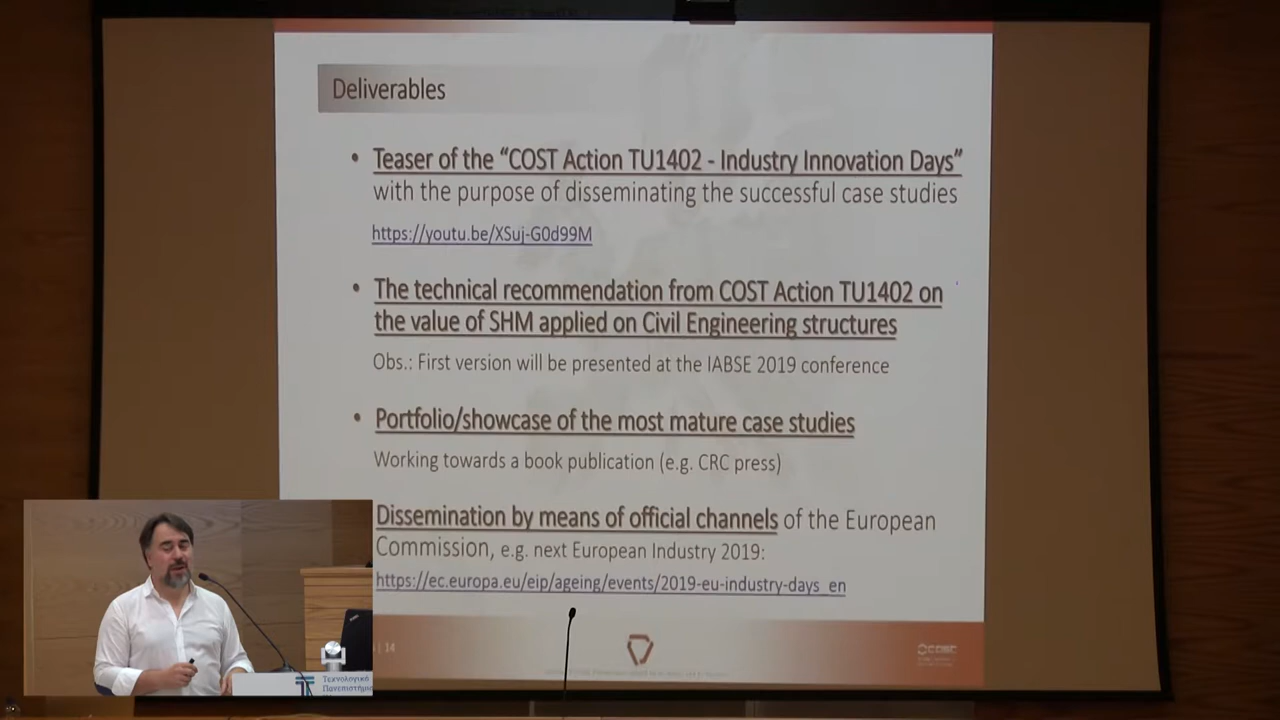 Deliverables
• Teaser of the “COST Action TU1402 - Industry Innovation Days”
with the purpose of disseminating the successful case studies
https://youtu.be/XSuj-G0d99M
• The technical recommendation from COST Action TU1402 on
the value of SHM applied on Civil Engineering structures
Obs.: First version will be presented at the IABSE 2019 conference
• Portfolio/showcase of the most mature case studies
Working towards a book publication (e.g. CRC press)
Dissemination by means of official channels of the European
Commission, e.g. next European Industry 2019:
https://ec.europa.eu/eip/ageing/events/2019-eu-industry-days_en
| 14
COST
Τεχνολογικό
Πανεπιστήμιο